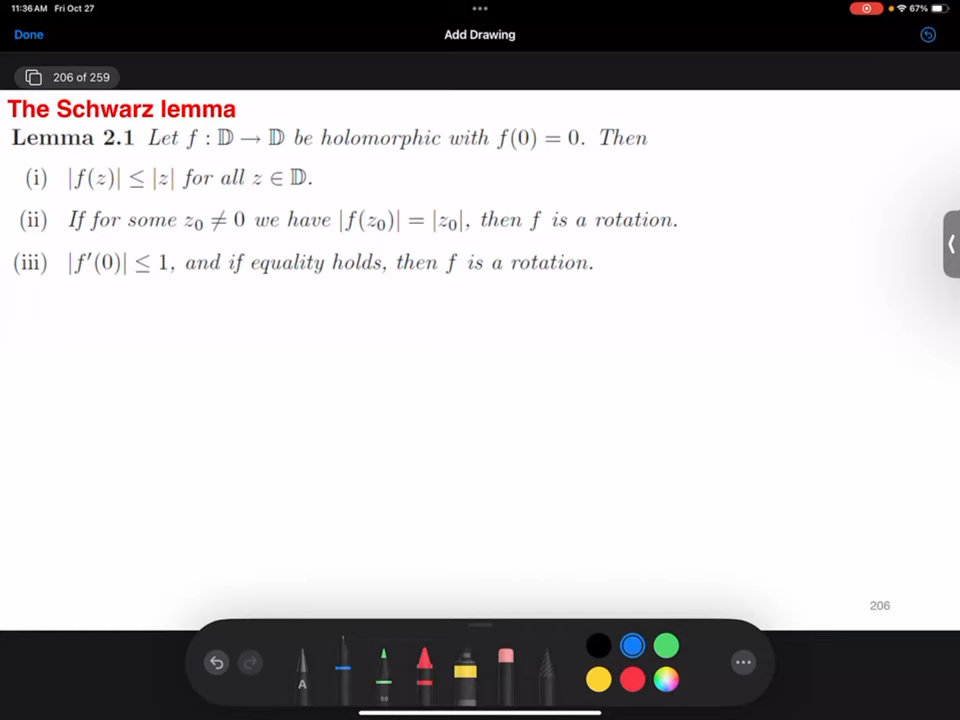 11:36 AM Fri Oct 27
67%
Done
Add Drawing
206 of 259
The Schwarz lemma
Lemma 2.1 Let f : 𝔻 → 𝔻 be holomorphic with f(0) = 0. Then
(i) |f(z)| ≤ |z| for all z ∈ 𝔻.
(ii) If for some z₀ ≠ 0 we have |f(z₀)| = |z₀|, then f is a rotation.
(iii) |f′(0)| ≤ 1, and if equality holds, then f is a rotation.
206
A